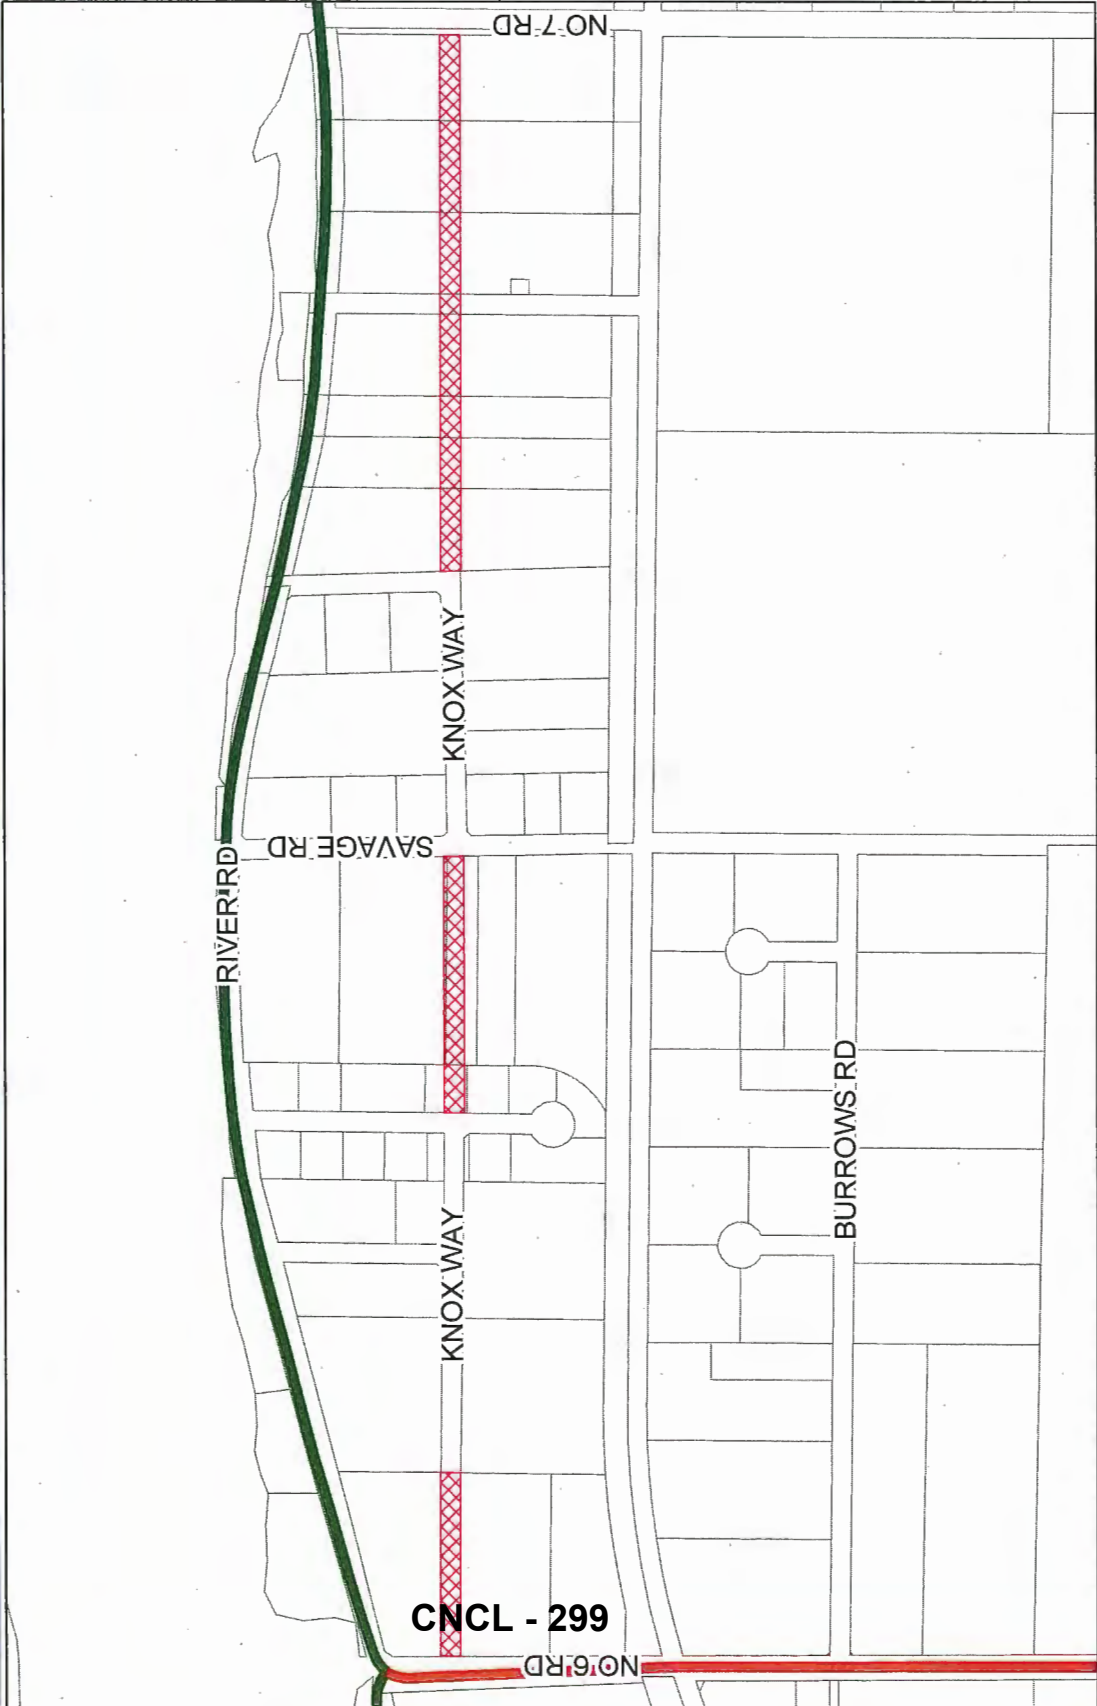 NO 7 RD
KNOX WAY
SAVAGE RD
RIVER RD
BURROWS RD
KNOX WAY
CNCL - 299
NO 6 RD